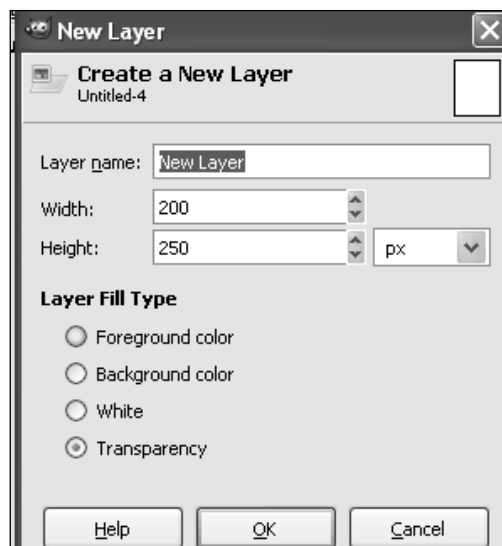 New Layer
Create a New Layer
Untitled-4
Layer name: New Layer
Width: 200
Height: 250 px
Layer Fill Type
Foreground color
Background color
White
Transparency
Help OK Cancel